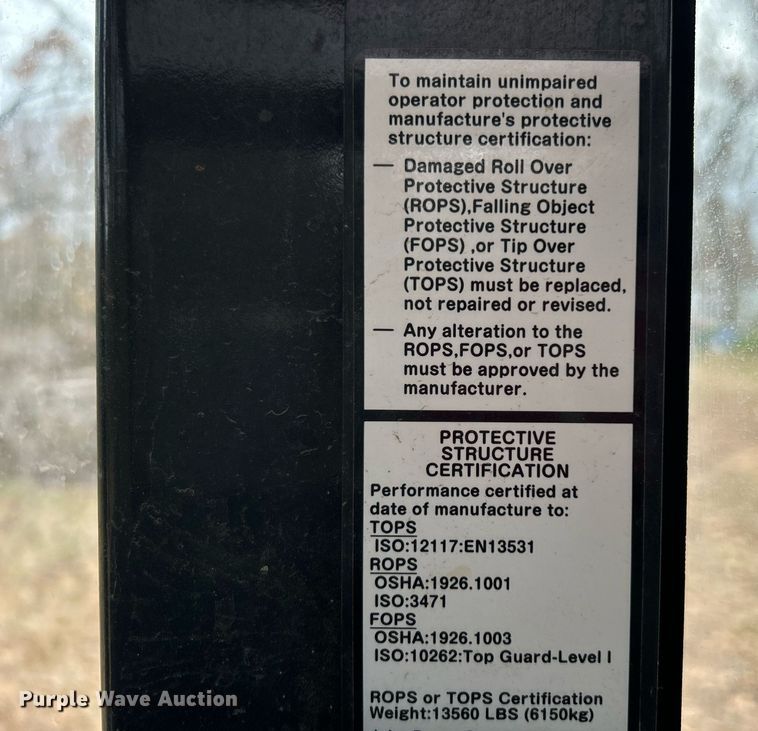 To maintain unimpaired
operator protection and
manufacture's protective
structure certification:
— Damaged Roll Over
Protective Structure
(ROPS),Falling Object
Protective Structure
(FOPS) ,or Tip Over
Protective Structure
(TOPS) must be replaced,
not repaired or revised.
— Any alteration to the
ROPS,FOPS,or TOPS
must be approved by the
manufacturer.
PROTECTIVE
STRUCTURE
CERTIFICATION
Performance certified at
date of manufacture to:
TOPS
ISO:12117:EN13531
ROPS
OSHA:1926.1001
ISO:3471
FOPS
OSHA:1926.1003
ISO:10262:Top Guard-Level I
ROPS or TOPS Certification
Weight:13560 LBS (6150kg)
Purple Wave Auction